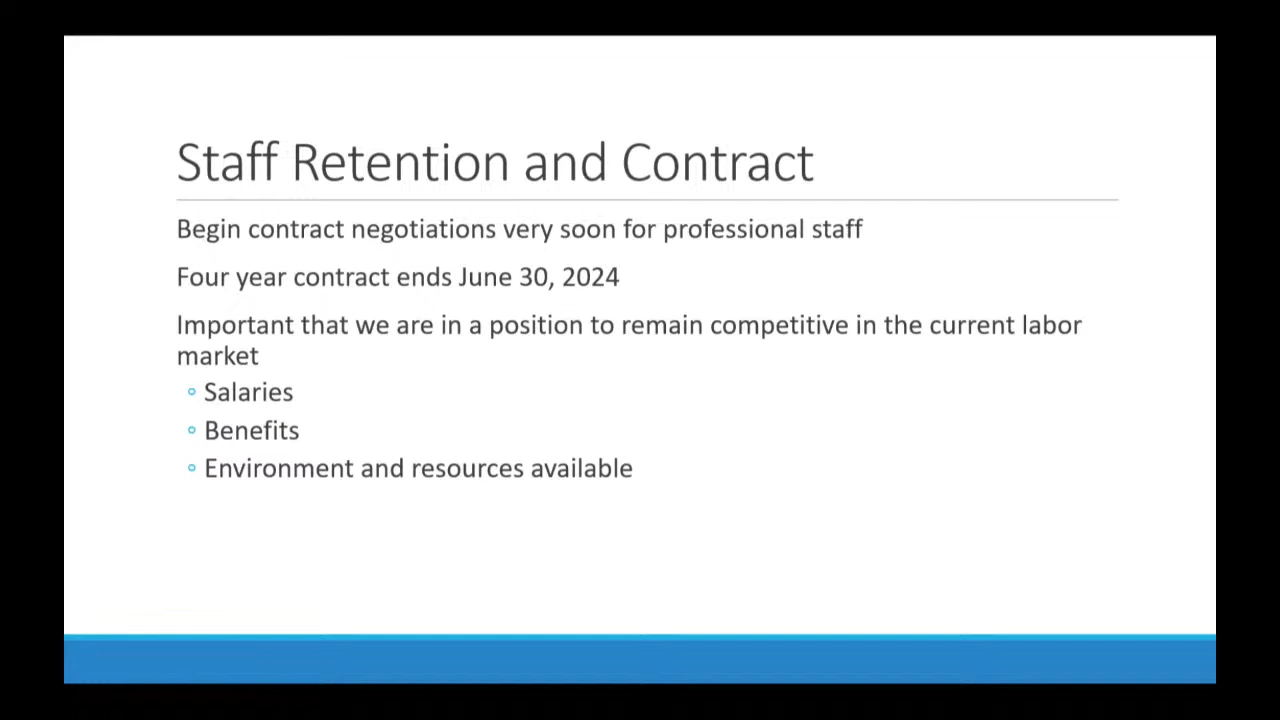 Staff Retention and Contract
Begin contract negotiations very soon for professional staff
Four year contract ends June 30, 2024
Important that we are in a position to remain competitive in the current labor
market
◦ Salaries
◦ Benefits
◦ Environment and resources available